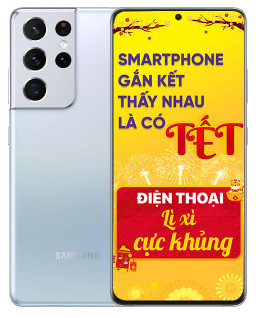 SMARTPHONE
GẮN KẾT
THẤY NHAU
LÀ CÓ TẾT
ĐIỆN THOẠI
Lì xì
cực khủng
SAMSUNG